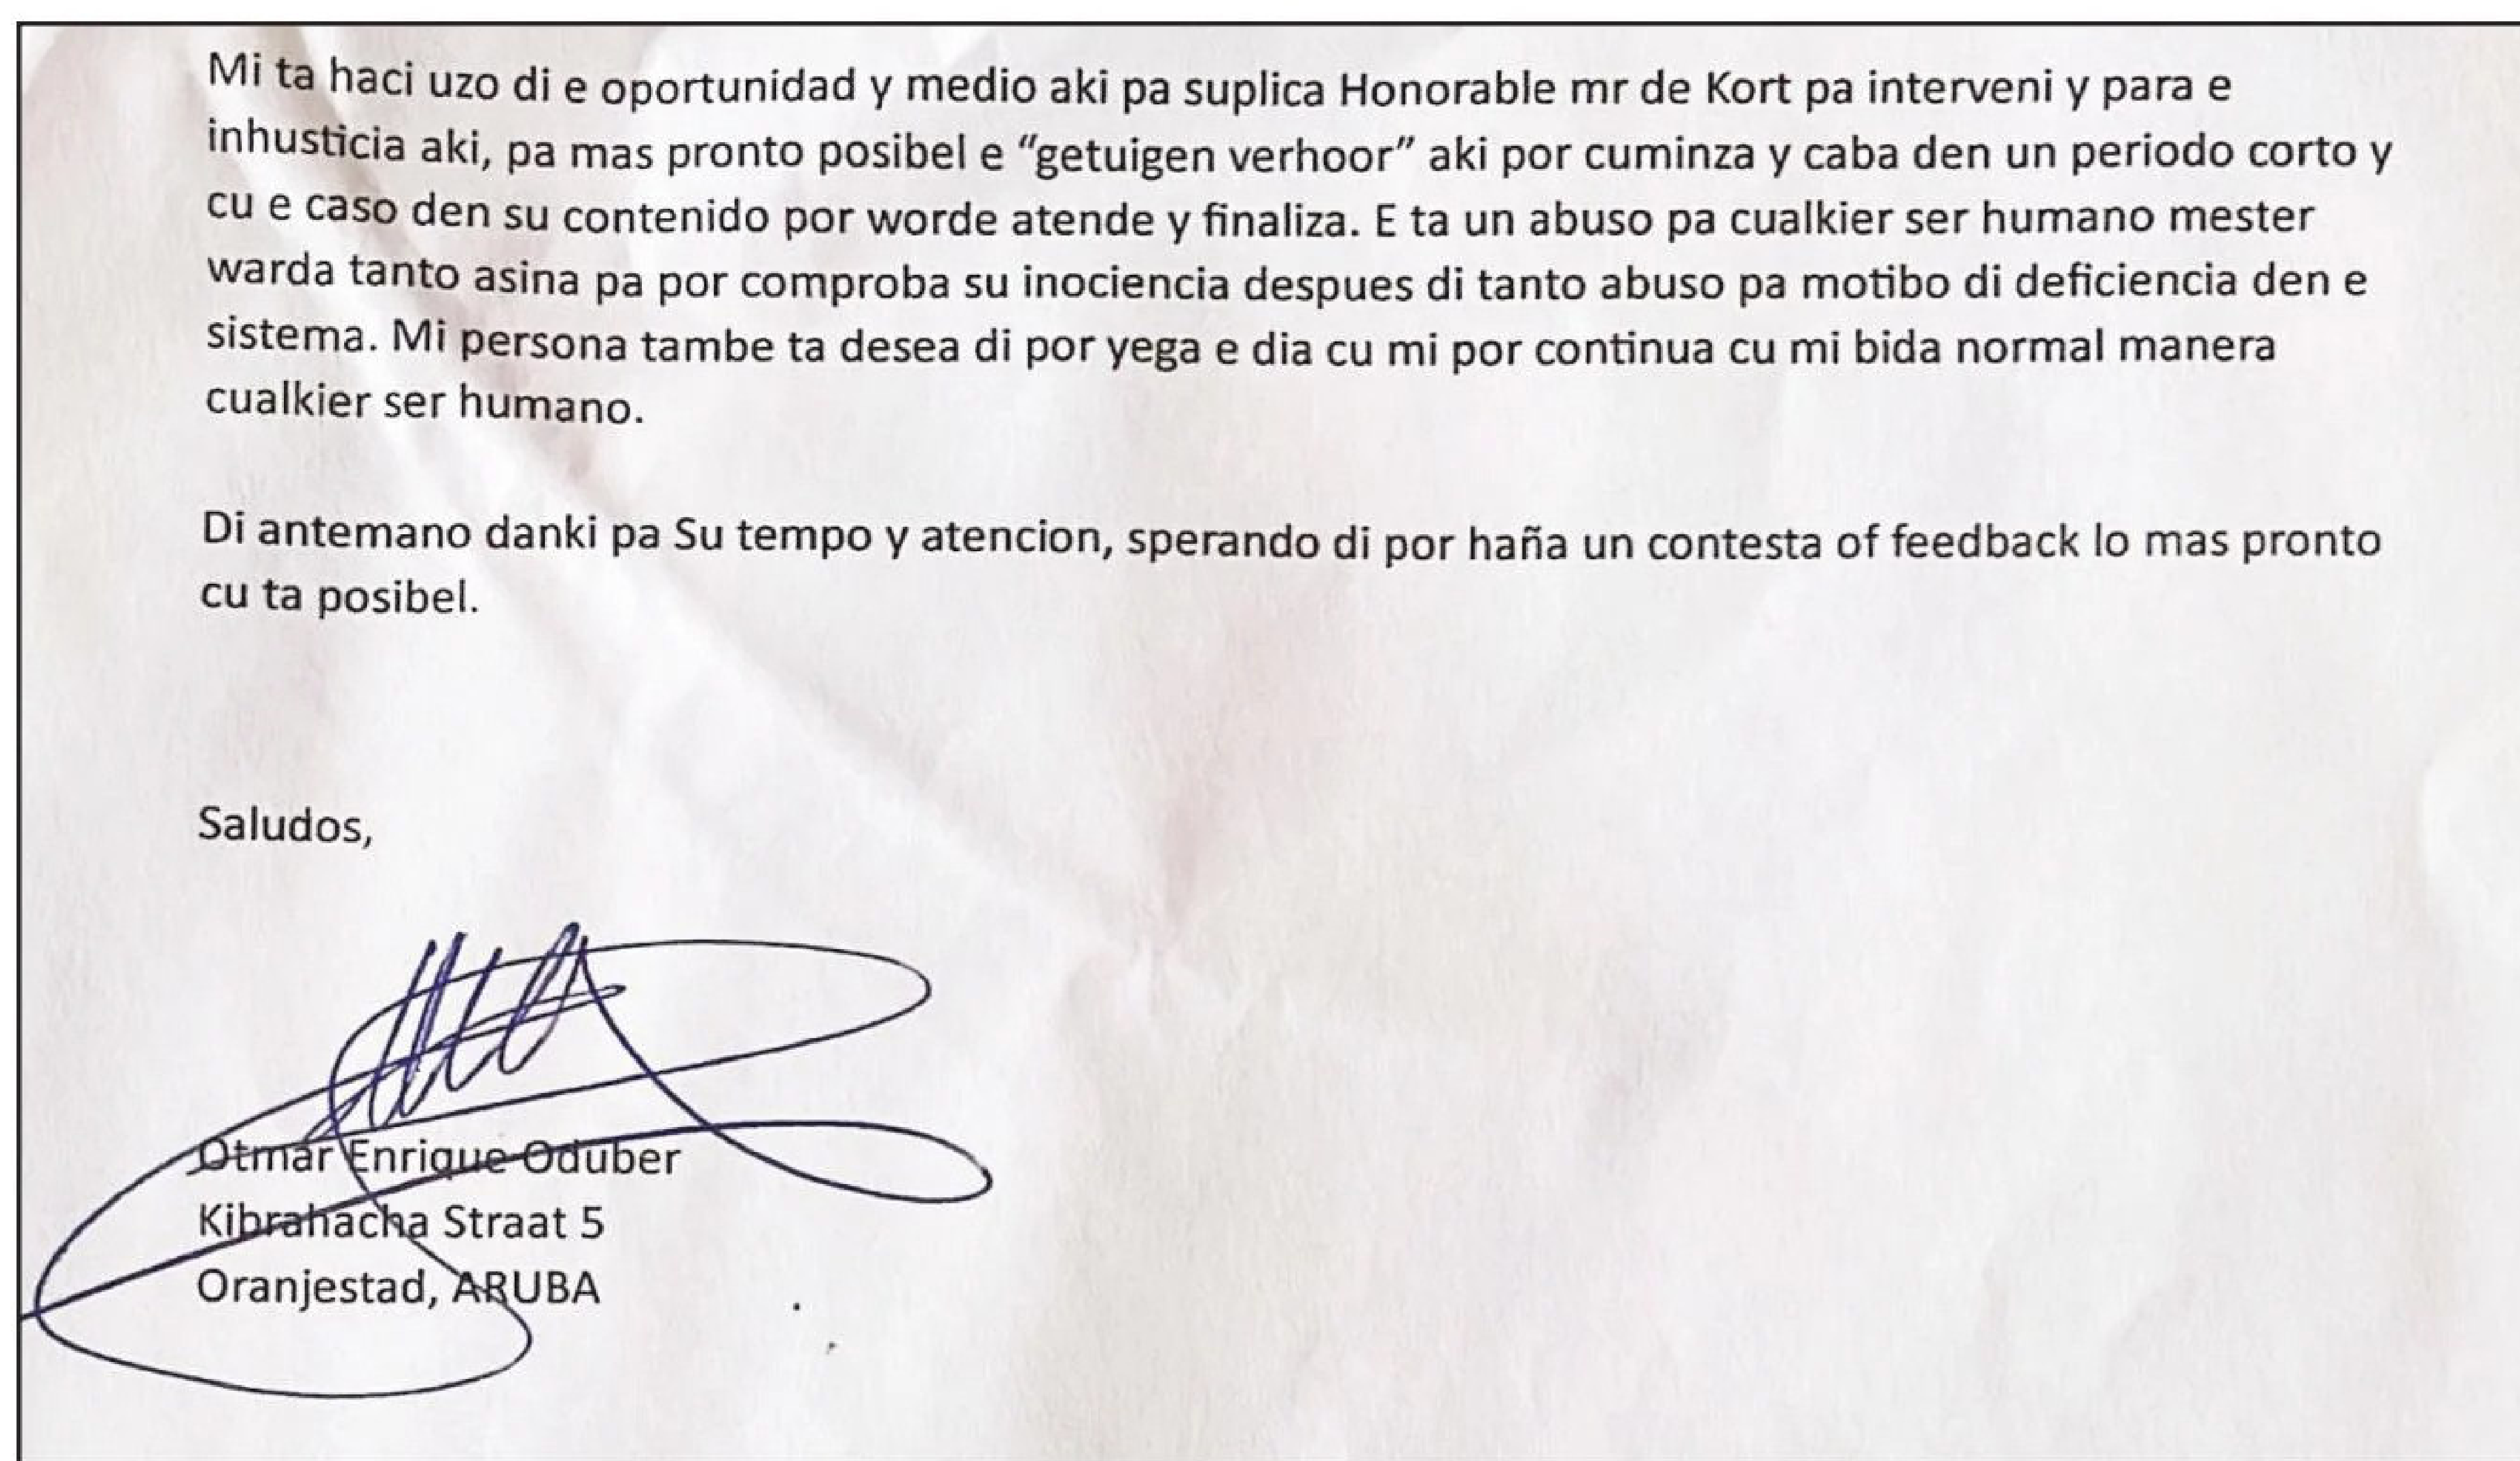 Mi ta haci uzo di e oportunidad y medio aki pa suplica Honorable mr de Kort pa interveni y para e
inhusticia aki, pa mas pronto posibel e “getuigen verhoor” aki por cuminza y caba den un periodo corto y
cu e caso den su contenido por worde atende y finaliza. E ta un abuso pa cualkier ser humano mester
warda tanto asina pa por comproba su inociencia despues di tanto abuso pa motibo di deficiencia den e
sistema. Mi persona tambe ta desea di por yega e dia cu mi por continua cu mi bida normal manera
cualkier ser humano.
Di antemano danki pa Su tempo y atencion, sperando di por haña un contesta of feedback lo mas pronto
cu ta posibel.
Saludos,
Otmar Enrique Oduber
Kibrahacha Straat 5
Oranjestad, ARUBA